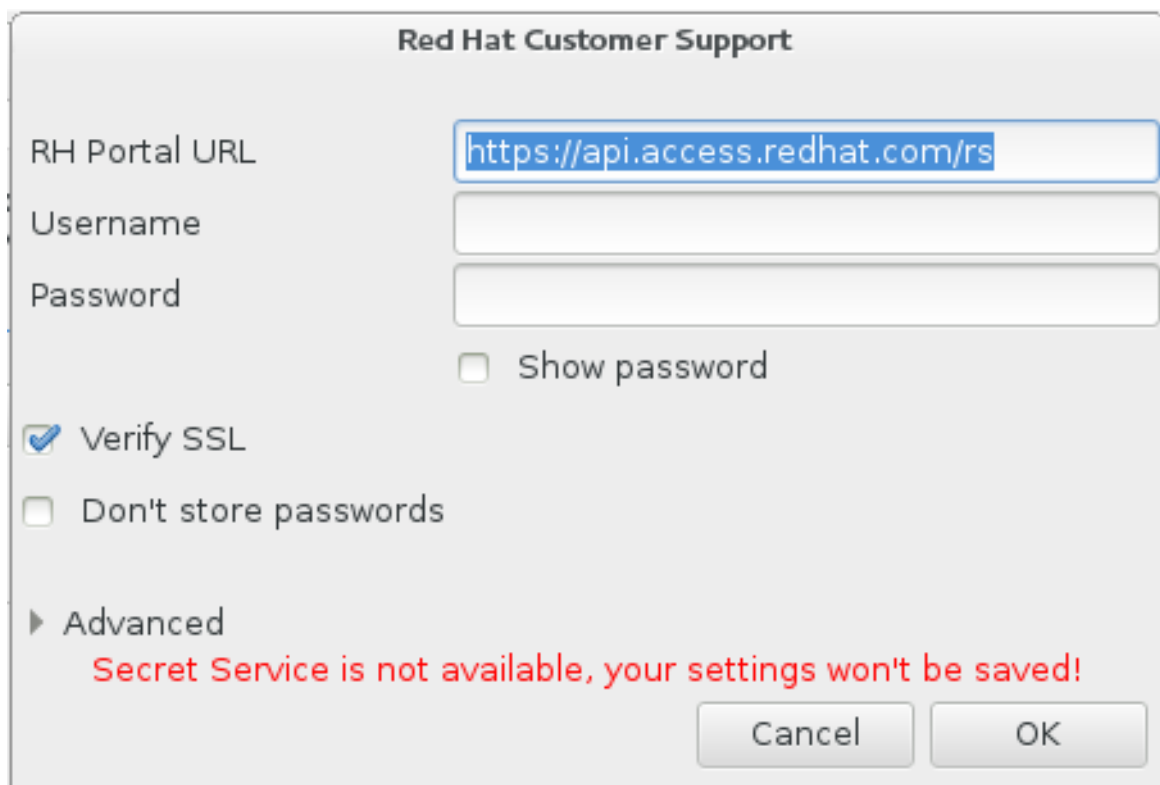 Red Hat Customer Support
RH Portal URL https://api.access.redhat.com/rs
Username
Password
Show password
Verify SSL
Don't store passwords
Advanced
Secret Service is not available, your settings won't be saved!
Cancel OK